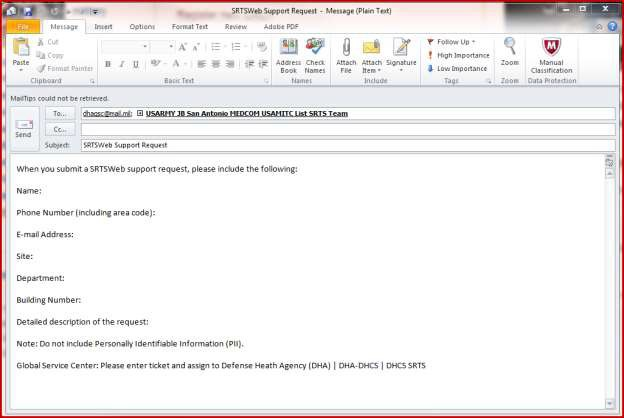 SRTSWeb Support Request - Message (Plain Text)
File Message Insert Options Format Text Review Adobe PDF
Paste
Cut
Copy
Format Painter
Clipboard
B I U
A
Basic Text
Address Book
Check Names
Names
Attach File
Attach Item
Signature
Include
Follow Up
High Importance
Low Importance
Tags
Zoom
Zoom
Manual Classification
Data Protection
MailTips could not be retrieved.
Send
To... dhagsc@mail.mil; USARMY JB San Antonio MEDCOM USAMITC List SRTS Team
Cc...
Subject: SRTSWeb Support Request
When you submit a SRTSWeb support request, please include the following:
Name:
Phone Number (including area code):
E-mail Address:
Site:
Department:
Building Number:
Detailed description of the request:
Note: Do not include Personally Identifiable Information (PII).
Global Service Center: Please enter ticket and assign to Defense Heath Agency (DHA) | DHA-DHCS | DHCS SRTS